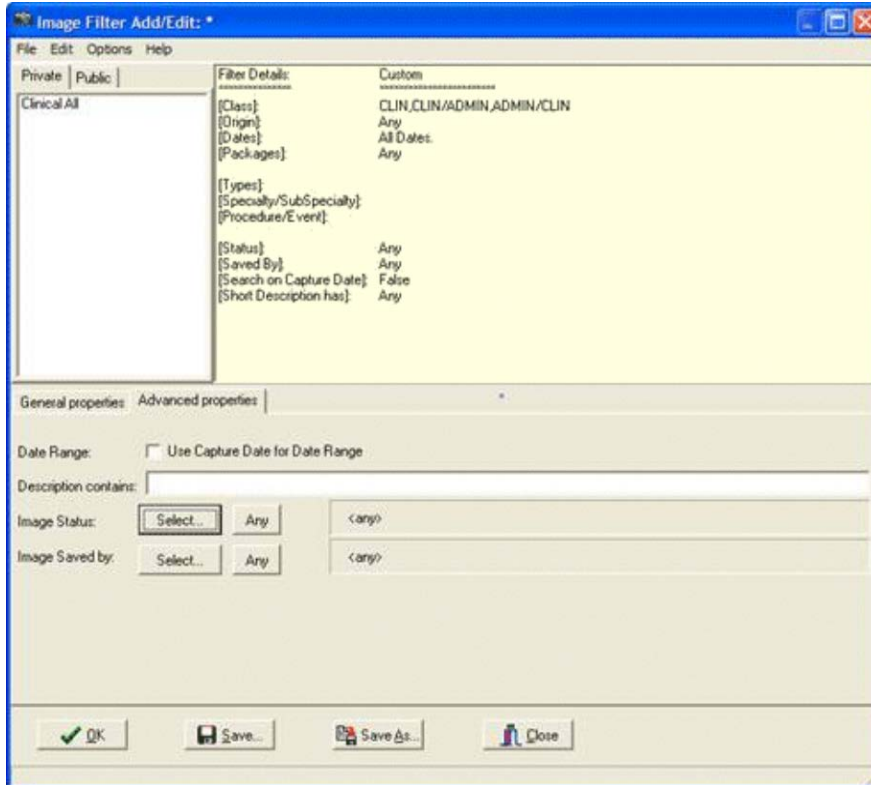 Image Filter Add/Edit: *
File Edit Options Help
Private Public
Clinical All
Filter Details: Custom
[Class]: CLIN,CLIN/ADMIN,ADMIN/CLIN
[Origin]: Any
[Dates]: All Dates.
[Packages]: Any
[Types]:
[Specialty/SubSpecialty]:
[Procedure/Event]:
[Status]: Any
[Saved By]: Any
[Search on Capture Date]: False
[Short Description has]: Any
General properties Advanced properties
Date Range: Use Capture Date for Date Range
Description contains:
Image Status: Select... Any <any>
Image Saved by: Select... Any <any>
OK Save... Save As... Close